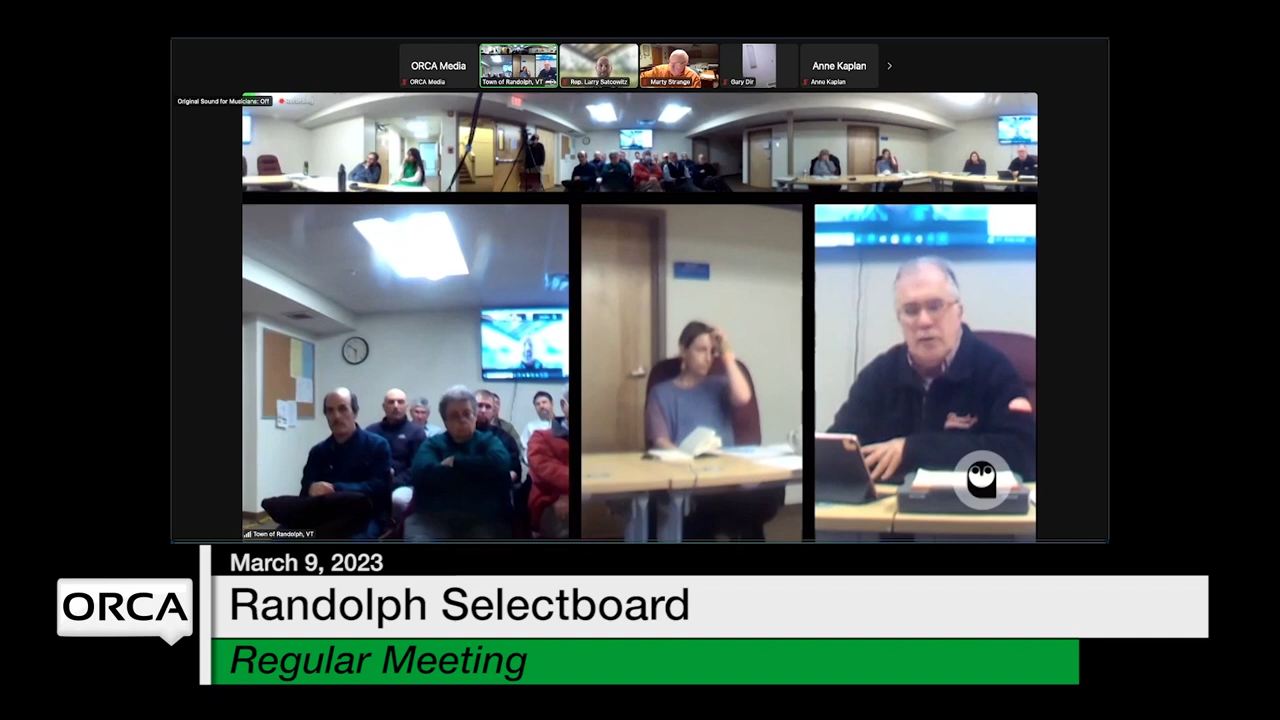 ORCA Media
ORCA Media
Town of Randolph, VT
Rep. Larry Satcowitz
Marty Strange
Gary Dir
Anne Kaplan
Anne Kaplan
Original Sound for Musicians: Off
Recording
Town of Randolph, VT
March 9, 2023
ORCA
Randolph Selectboard
Regular Meeting